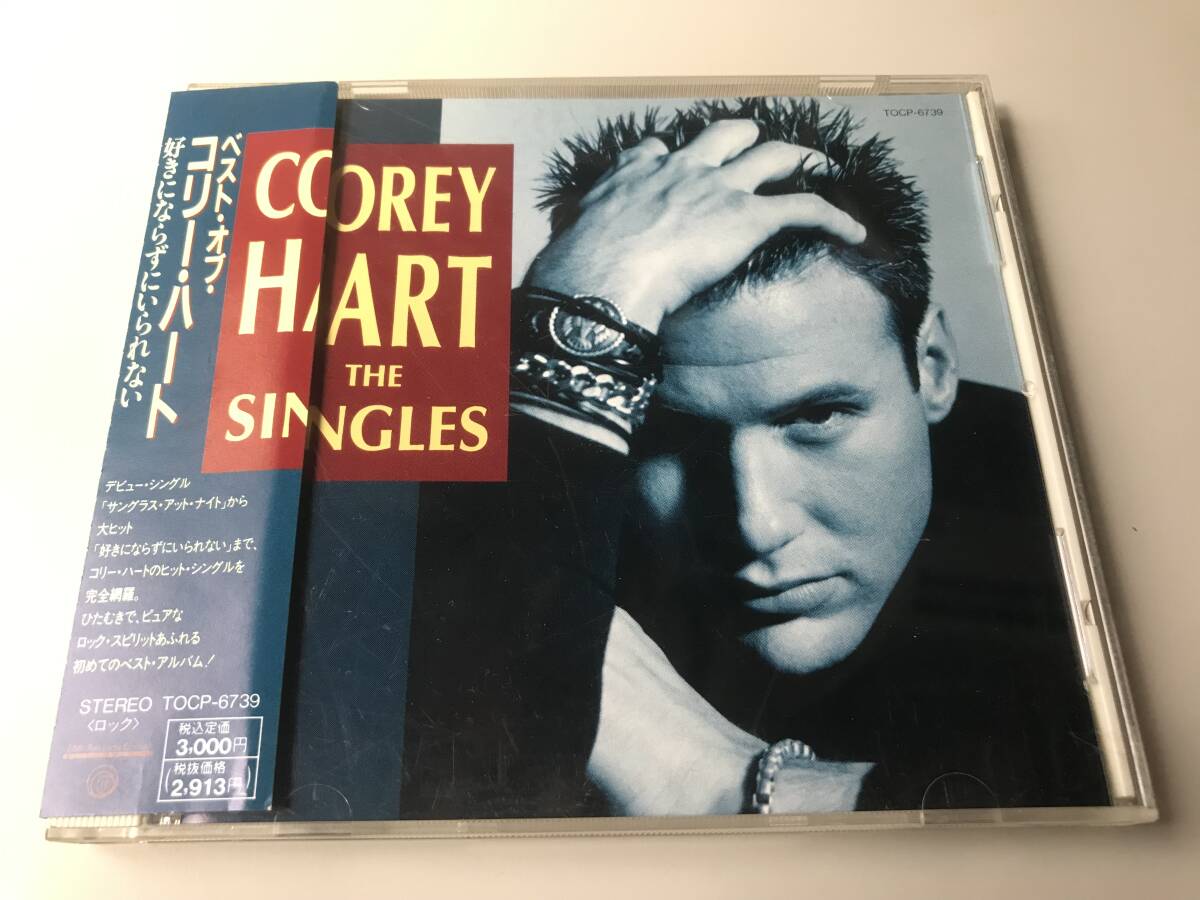 TOCP-6739
COREY
HART
THE
SINGLES
ベスト・オブ・
コリー・ハート
好きにならずにいられない
デビュー・シングル
「サングラス・アット・ナイト」から
大ヒット
「好きにならずにいられない」まで、
コリー・ハートのヒット・シングルを
完全網羅。
ひたむきで、ピュアな
ロック・スピリットあふれる
初めてのベスト・アルバム!
STEREO TOCP-6739
〈ロック〉
税込定価
3,000円
税抜価格
(2,913円)